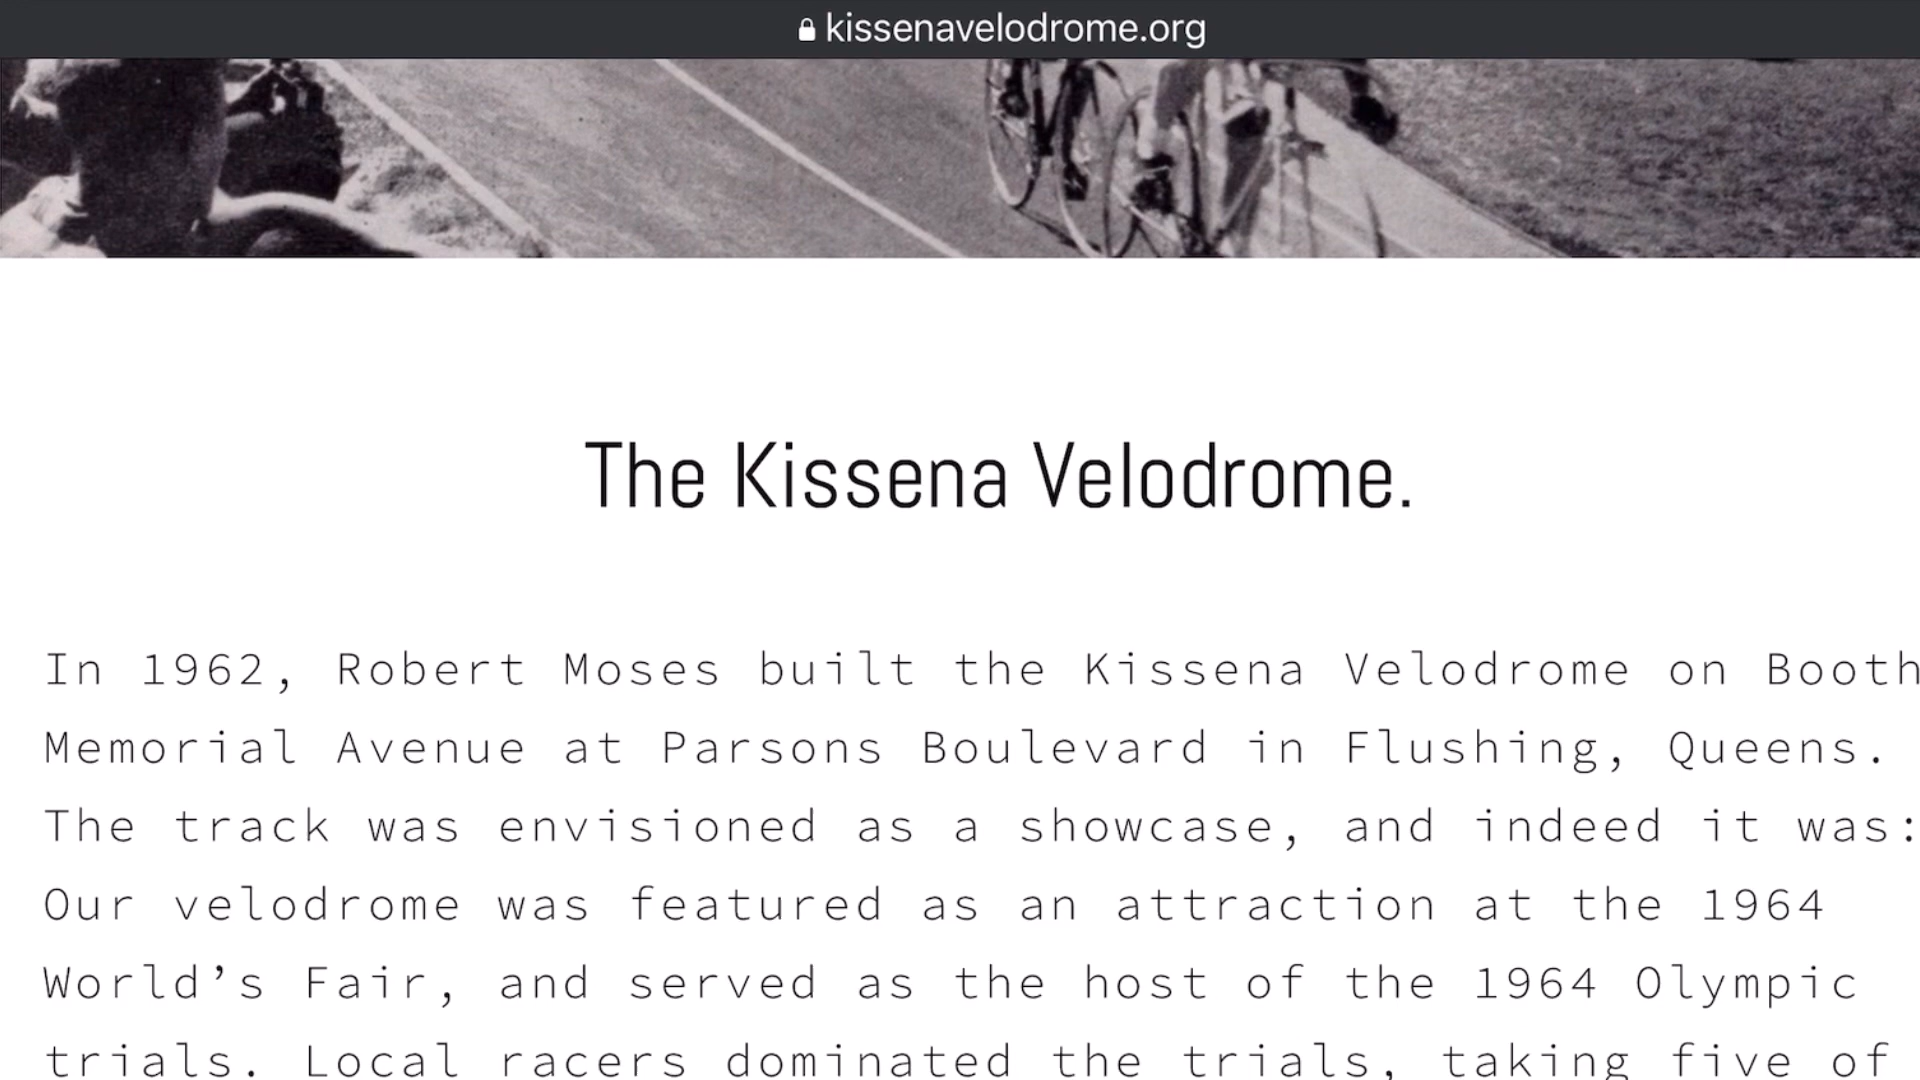 kissenavelodrome.org
The Kissena Velodrome.
In 1962, Robert Moses built the Kissena Velodrome on Booth
Memorial Avenue at Parsons Boulevard in Flushing, Queens.
The track was envisioned as a showcase, and indeed it was:
Our velodrome was featured as an attraction at the 1964
World’s Fair, and served as the host of the 1964 Olympic
trials. Local racers dominated the trials, taking five of